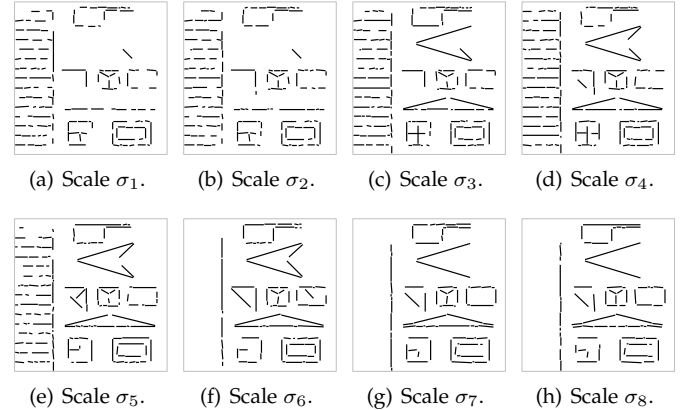 (a) Scale σ₁.
(b) Scale σ₂.
(c) Scale σ₃.
(d) Scale σ₄.
(e) Scale σ₅.
(f) Scale σ₆.
(g) Scale σ₇.
(h) Scale σ₈.